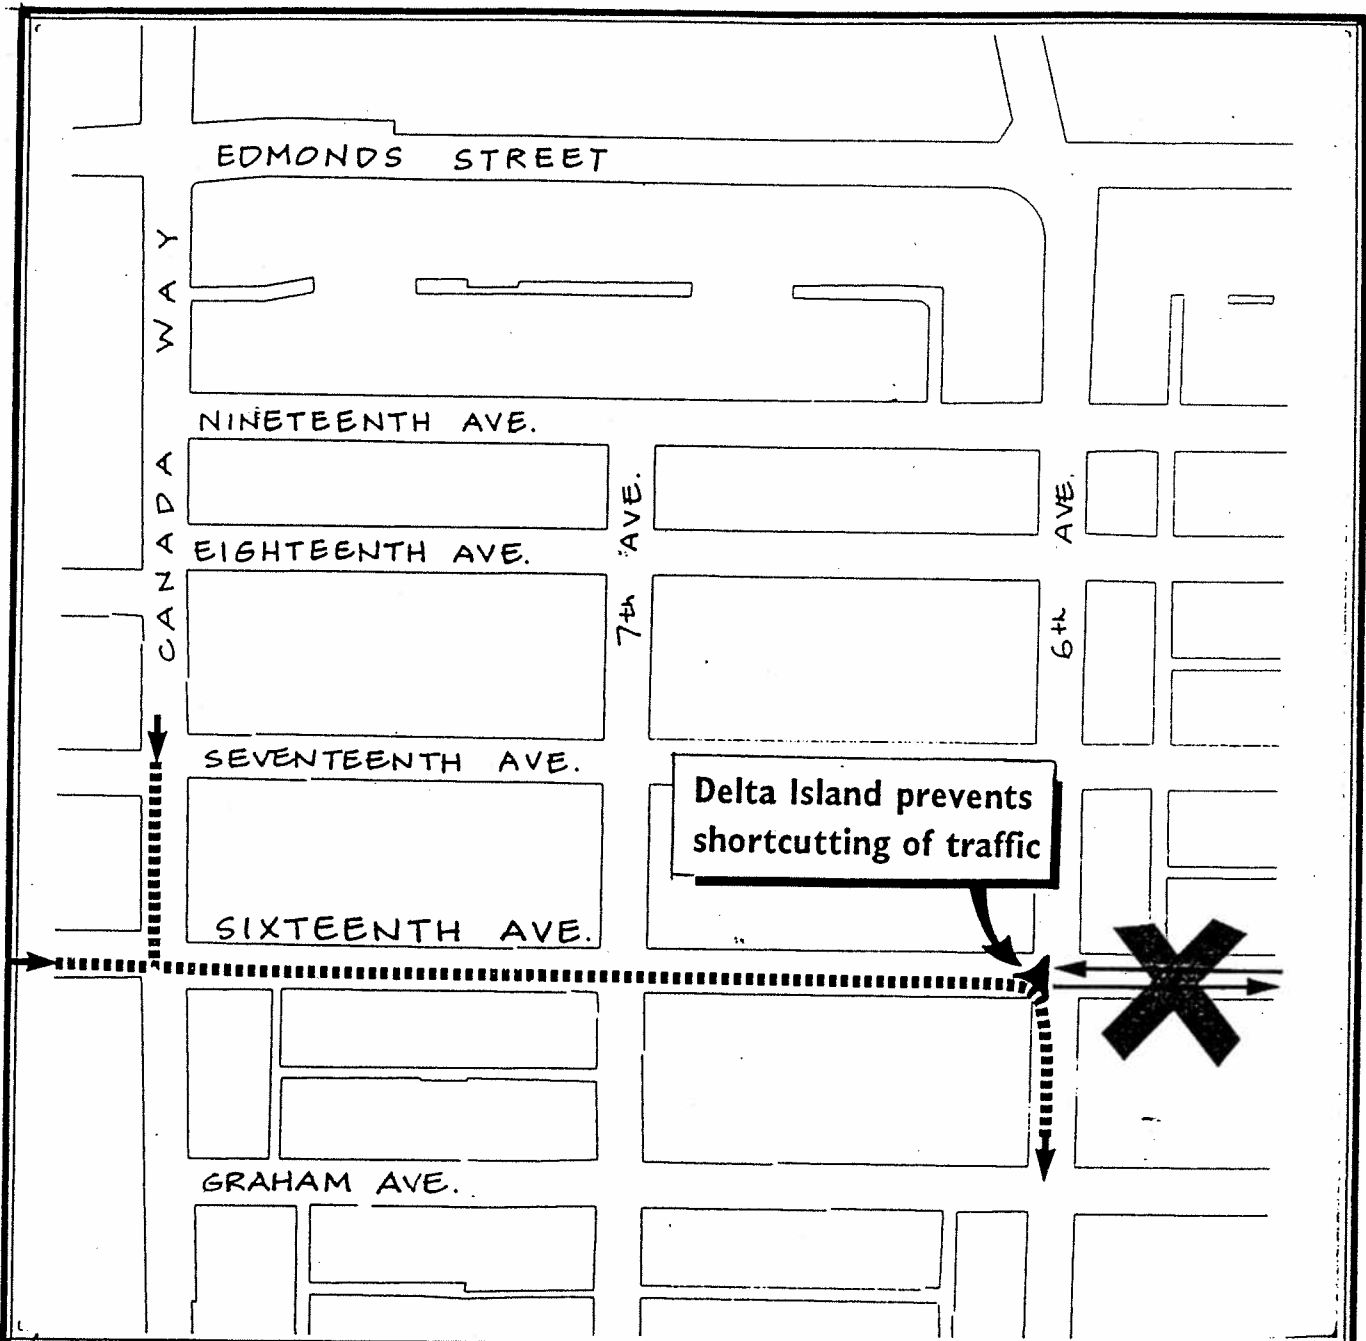 EDMONDS STREET
CANADA WAY
NINETEENTH AVE.
7th AVE.
6th AVE.
EIGHTEENTH AVE.
SEVENTEENTH AVE.
Delta Island prevents
shortcutting of traffic
SIXTEENTH AVE.
GRAHAM AVE.